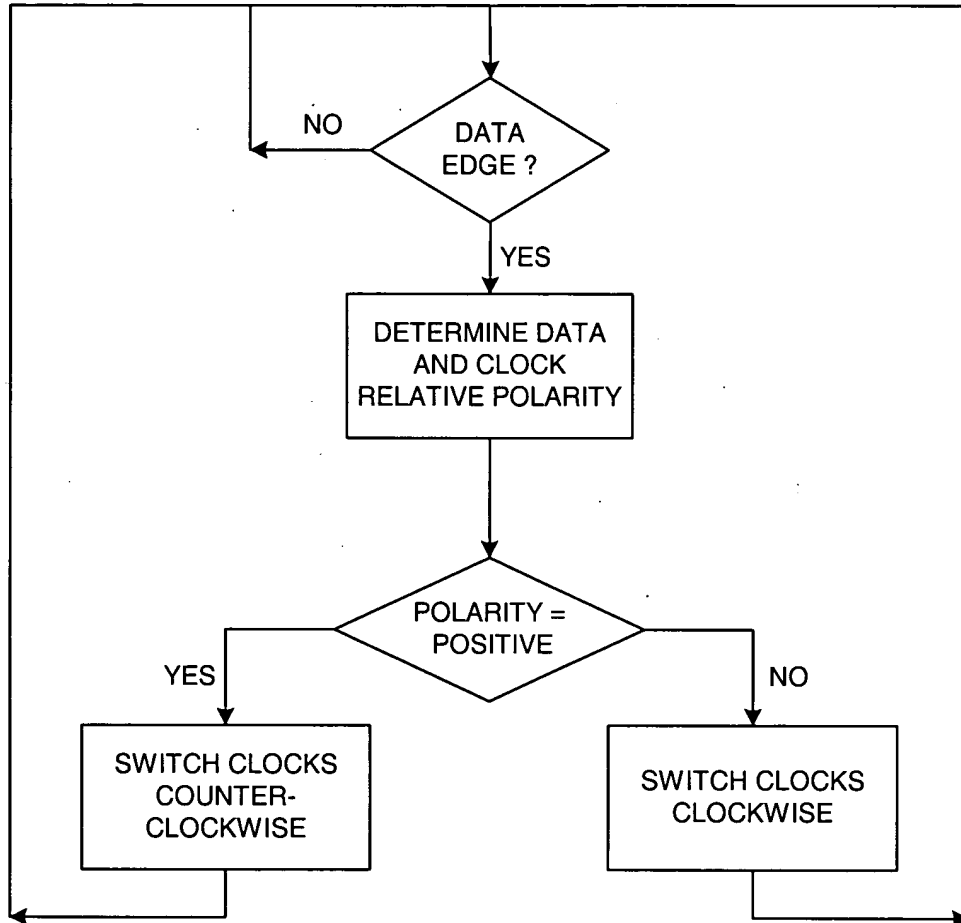 DATA
EDGE ?
NO
YES
DETERMINE DATA
AND CLOCK
RELATIVE POLARITY
POLARITY =
POSITIVE
YES
NO
SWITCH CLOCKS
COUNTER-
CLOCKWISE
SWITCH CLOCKS
CLOCKWISE